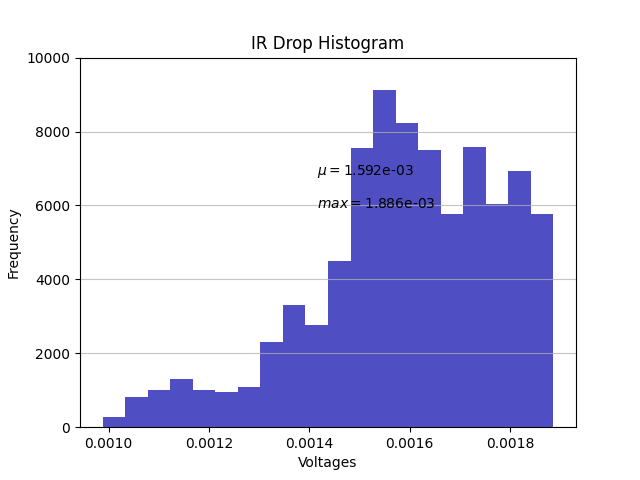 IR Drop Histogram
10000
8000
6000
4000
2000
0
Frequency
μ = 1.592e-03
max = 1.886e-03
0.0010 0.0012 0.0014 0.0016 0.0018
Voltages